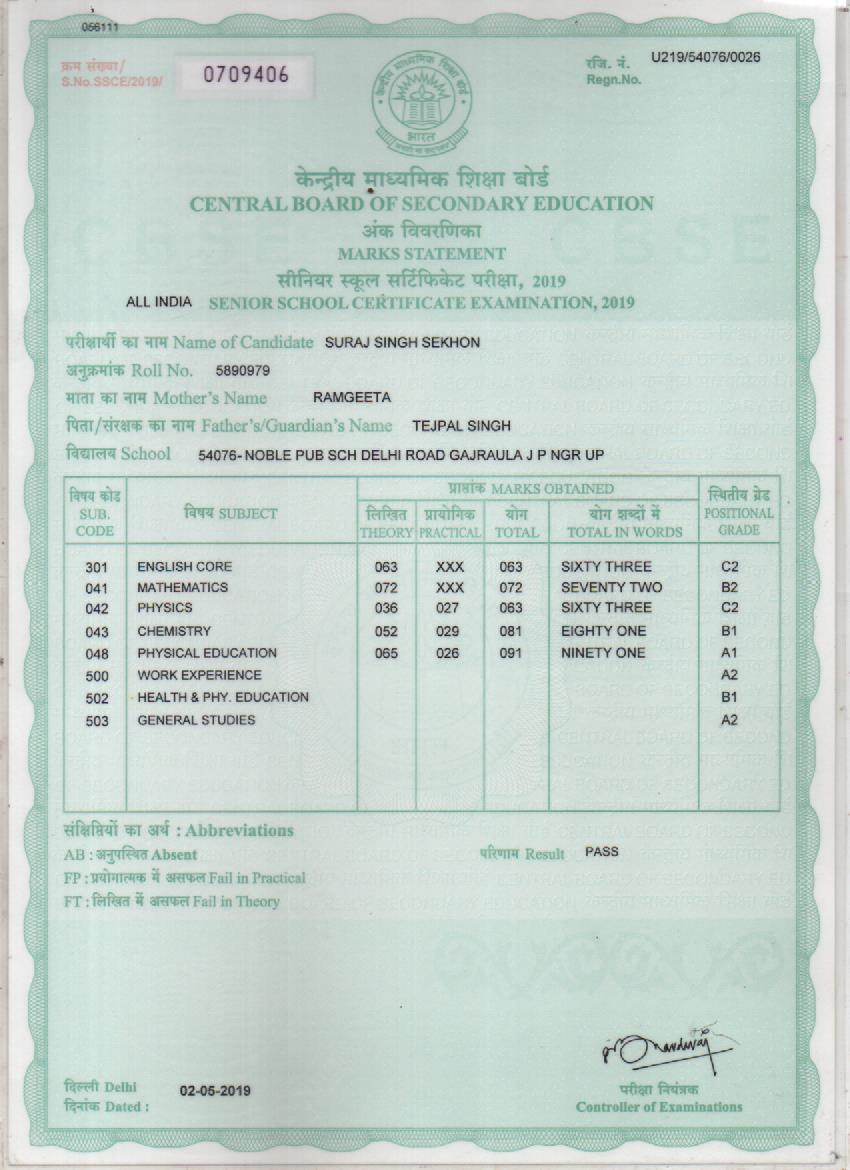 056111
क्रम संख्या/
S.No.SSCE/2019/ 0709406
रजि. नं. U219/54076/0026
Regn.No.
केन्द्रीय माध्यमिक शिक्षा बोर्ड
भारत
केन्द्रीय माध्यमिक शिक्षा बोर्ड
CENTRAL BOARD OF SECONDARY EDUCATION
अंक विवरणिका
MARKS STATEMENT
CBSE CBSE
सीनियर स्कूल सर्टिफिकेट परीक्षा, 2019
ALL INDIA SENIOR SCHOOL CERTIFICATE EXAMINATION, 2019
परीक्षार्थी का नाम Name of Candidate SURAJ SINGH SEKHON
अनुक्रमांक Roll No. 5890979
माता का नाम Mother's Name RAMGEETA
पिता/संरक्षक का नाम Father's/Guardian's Name TEJPAL SINGH
विद्यालय School 54076- NOBLE PUB SCH DELHI ROAD GAJRAULA J P NGR UP
विषय कोड SUB. CODE विषय SUBJECT प्राप्तांक MARKS OBTAINED स्थितीय ग्रेड POSITIONAL GRADE
लिखित THEORY प्रायोगिक PRACTICAL योग TOTAL योग शब्दों में TOTAL IN WORDS
301 ENGLISH CORE 063 XXX 063 SIXTY THREE C2
041 MATHEMATICS 072 XXX 072 SEVENTY TWO B2
042 PHYSICS 036 027 063 SIXTY THREE C2
043 CHEMISTRY 052 029 081 EIGHTY ONE B1
048 PHYSICAL EDUCATION 065 026 091 NINETY ONE A1
500 WORK EXPERIENCE A2
502 HEALTH & PHY. EDUCATION B1
503 GENERAL STUDIES A2
संक्षिप्तियों का अर्थ : Abbreviations
AB : अनुपस्थित Absent परिणाम Result PASS
FP : प्रयोगात्मक में असफल Fail in Practical
FT : लिखित में असफल Fail in Theory
दिल्ली Delhi
दिनांक Dated : 02-05-2019
परीक्षा नियंत्रक
Controller of Examinations